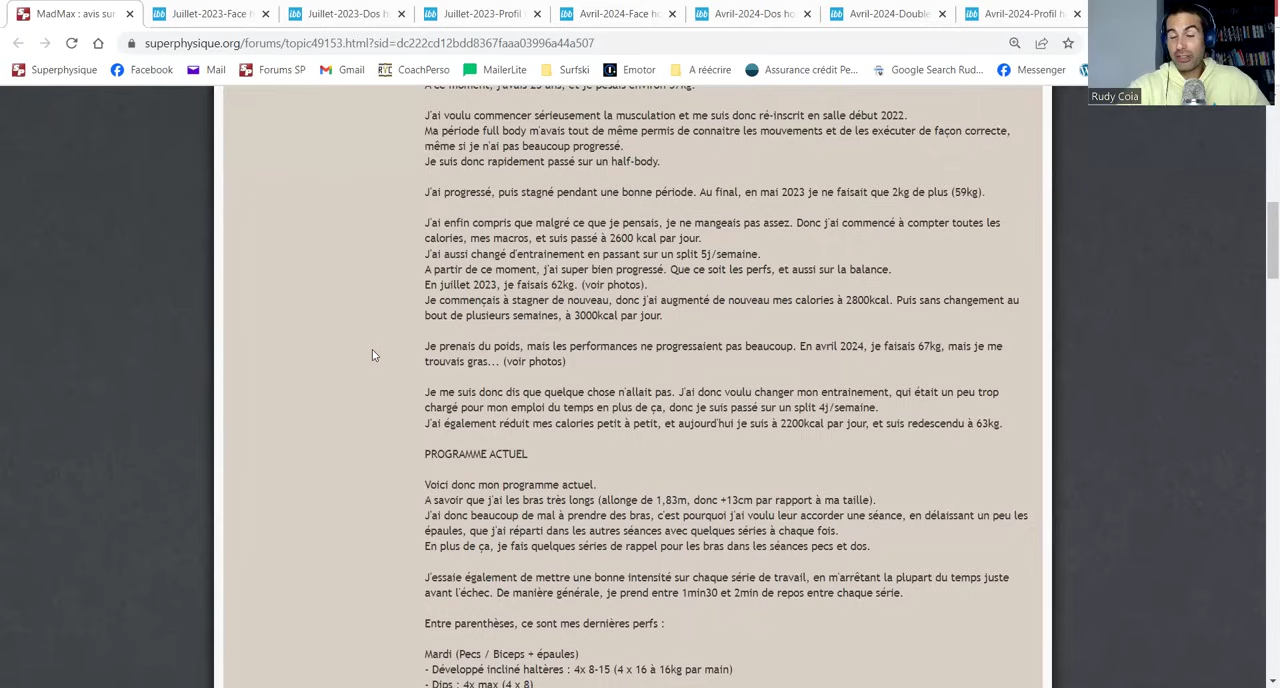 MadMax : avis sur
Juillet-2023-Face h
Juillet-2023-Dos h
Juillet-2023-Profil
Avril-2024-Face h
Avril-2024-Dos ho
Avril-2024-Double
Avril-2024-Profil h
superphysique.org/forums/topic49153.html?sid=dc222cd12bdd8367faaa03996a44a507
Superphysique
Facebook
Mail
Forums SP
Gmail
CoachPerso
MailerLite
Surfski
Emotor
A réécrire
Assurance crédit Pe...
Google Search Rud...
Messenger
Rudy Coia
A ce moment, j'avais 25 ans, et je pesais environ 57kg.
J'ai voulu commencer sérieusement la musculation et me suis donc ré-inscrit en salle début 2022.
Ma période full body m'avais tout de même permis de connaitre les mouvements et de les exécuter de façon correcte,
même si je n'ai pas beaucoup progressé.
Je suis donc rapidement passé sur un half-body.
J'ai progressé, puis stagné pendant une bonne période. Au final, en mai 2023 je ne faisait que 2kg de plus (59kg).
J'ai enfin compris que malgré ce que je pensais, je ne mangeais pas assez. Donc j'ai commencé à compter toutes les
calories, mes macros, et suis passé à 2600 kcal par jour.
J'ai aussi changé d'entrainement en passant sur un split 5j/semaine.
A partir de ce moment, j'ai super bien progressé. Que ce soit les perfs, et aussi sur la balance.
En juillet 2023, je faisais 62kg. (voir photos).
Je commençais à stagner de nouveau, donc j'ai augmenté de nouveau mes calories à 2800kcal. Puis sans changement au
bout de plusieurs semaines, à 3000kcal par jour.
Je prenais du poids, mais les performances ne progressaient pas beaucoup. En avril 2024, je faisais 67kg, mais je me
trouvais gras... (voir photos)
Je me suis donc dis que quelque chose n'allait pas. J'ai donc voulu changer mon entrainement, qui était un peu trop
chargé pour mon emploi du temps en plus de ça, donc je suis passé sur un split 4j/semaine.
J'ai également réduit mes calories petit à petit, et aujourd'hui je suis à 2200kcal par jour, et suis redescendu à 63kg.
PROGRAMME ACTUEL
Voici donc mon programme actuel.
A savoir que j'ai les bras très longs (allonge de 1,83m, donc +13cm par rapport à ma taille).
J'ai donc beaucoup de mal à prendre des bras, c'est pourquoi j'ai voulu leur accorder une séance, en délaissant un peu les
épaules, que j'ai réparti dans les autres séances avec quelques séries à chaque fois.
En plus de ça, je fais quelques séries de rappel pour les bras dans les séances pecs et dos.
J'essaie également de mettre une bonne intensité sur chaque série de travail, en m'arrêtant la plupart du temps juste
avant l'échec. De manière générale, je prend entre 1min30 et 2min de repos entre chaque série.
Entre parenthèses, ce sont mes dernières perfs :
Mardi (Pecs / Biceps + épaules)
- Développé incliné haltères : 4x 8-15 (4 x 16 à 16kg par main)
- Dips : 4x max (4 x 8)